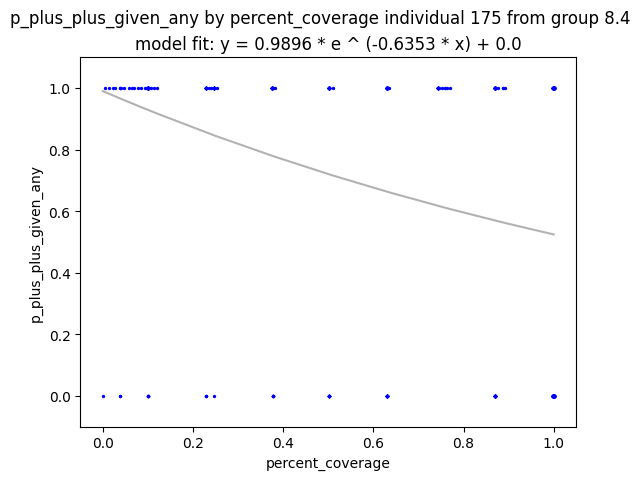 p_plus_plus_given_any by percent_coverage individual 175 from group 8.4
model fit: y = 0.9896 * e ^ (-0.6353 * x) + 0.0
1.0
0.8
0.6
0.4
0.2
0.0
p_plus_plus_given_any
0.0 0.2 0.4 0.6 0.8 1.0
percent_coverage